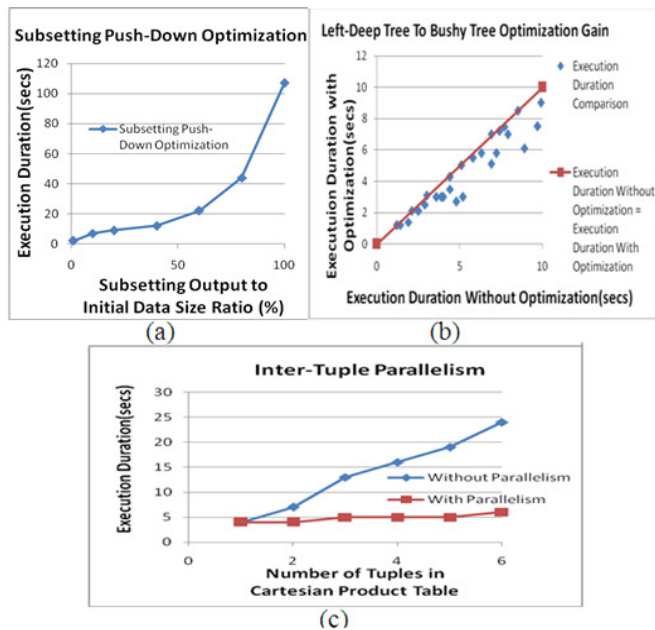 Subsetting Push-Down Optimization
Execution Duration(secs)
120
100
80
60
40
20
0
Subsetting Push-
Down Optimization
0
50
100
Subsetting Output to
Initial Data Size Ratio (%)
(a)
Left-Deep Tree To Bushy Tree Optimization Gain
Executuion Duration with
Optimization(secs)
10
8
6
4
2
0
0
5
10
Execution Duration Without Optimization(secs)
Execution
Duration
Comparison
Execution
Duration Without
Optimization =
Execution
Duration With
Optimization
(b)
Inter-Tuple Parallelism
Execution Duration(secs)
30
25
20
15
10
5
0
Without Parallelism
With Parallelism
0
2
4
6
Number of Tuples in
Cartesian Product Table
(c)